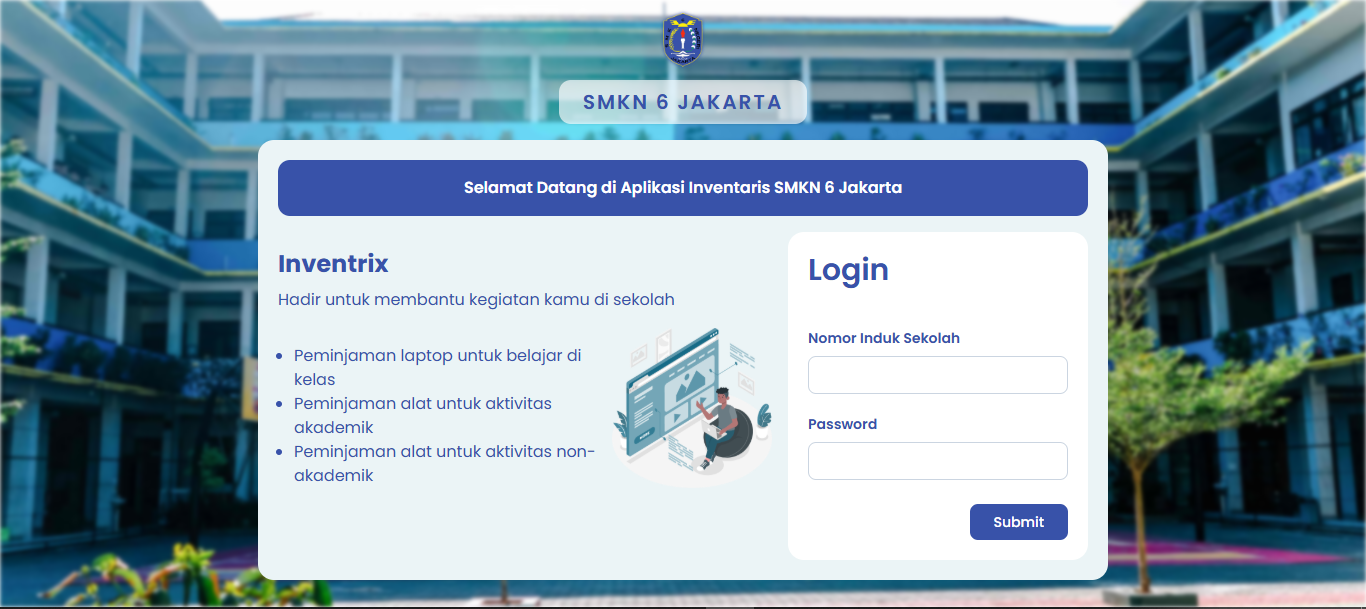 SMKN 6 JAKARTA
Selamat Datang di Aplikasi Inventaris SMKN 6 Jakarta
Inventrix
Hadir untuk membantu kegiatan kamu di sekolah
• Peminjaman laptop untuk belajar di
kelas
• Peminjaman alat untuk aktivitas
akademik
• Peminjaman alat untuk aktivitas non-
akademik
Login
Nomor Induk Sekolah
Password
Submit